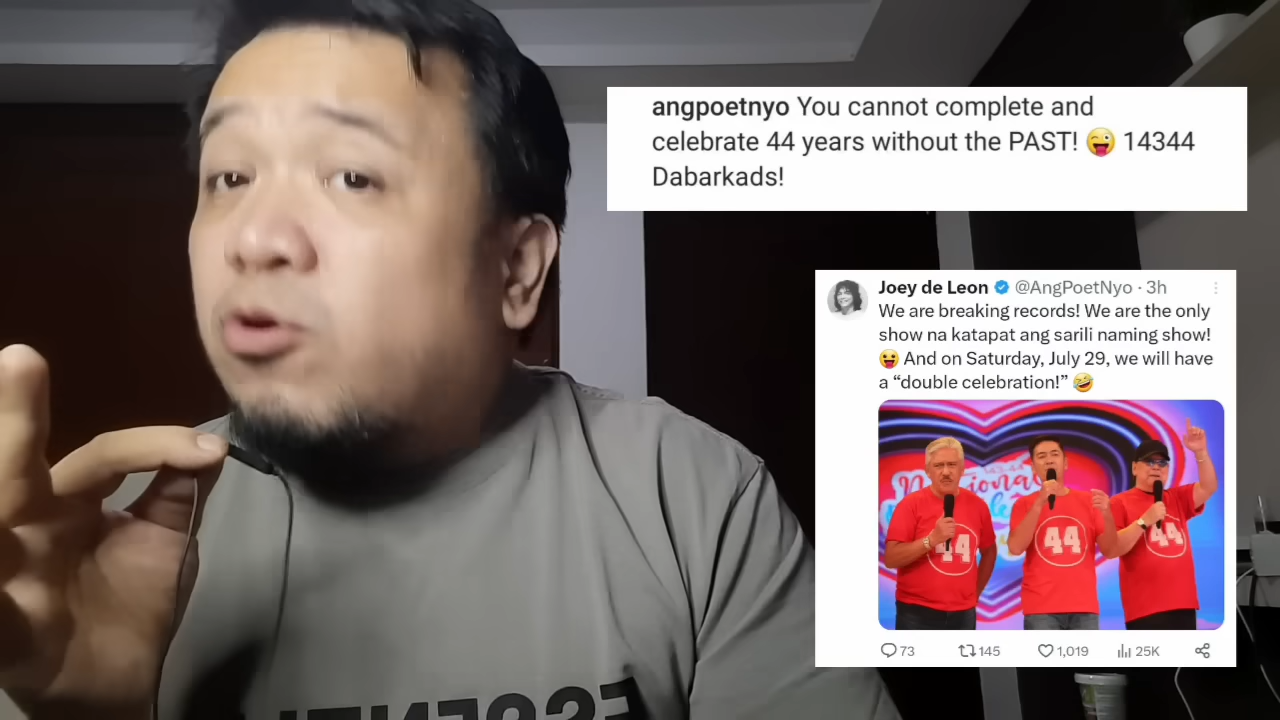 angpoetnyo You cannot complete and
celebrate 44 years without the PAST! 😜 14344
Dabarkads!
Joey de Leon @AngPoetNyo · 3h
We are breaking records! We are the only
show na katapat ang sarili naming show!
😝 And on Saturday, July 29, we will have
a “double celebration!” 🤣
National
44
44
44
73 145 1,019 25K